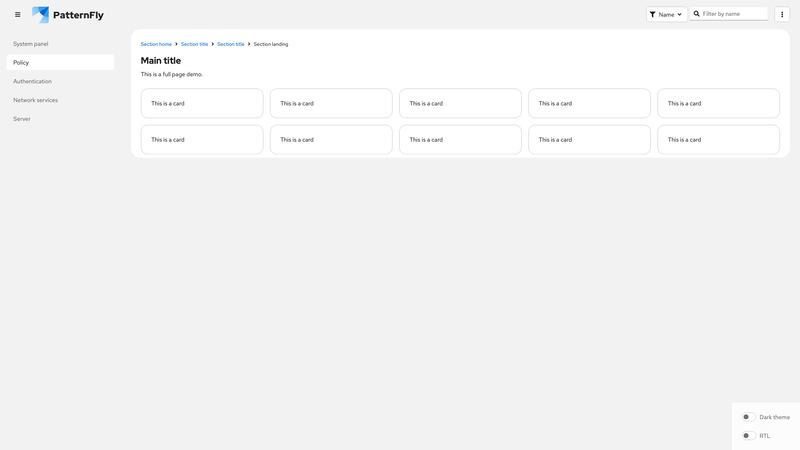 PatternFly
Name
Filter by name
System panel
Policy
Authentication
Network services
Server
Section home
Section title
Section title
Section landing
Main title
This is a full page demo.
This is a card
This is a card
This is a card
This is a card
This is a card
This is a card
This is a card
This is a card
This is a card
This is a card
Dark theme
RTL